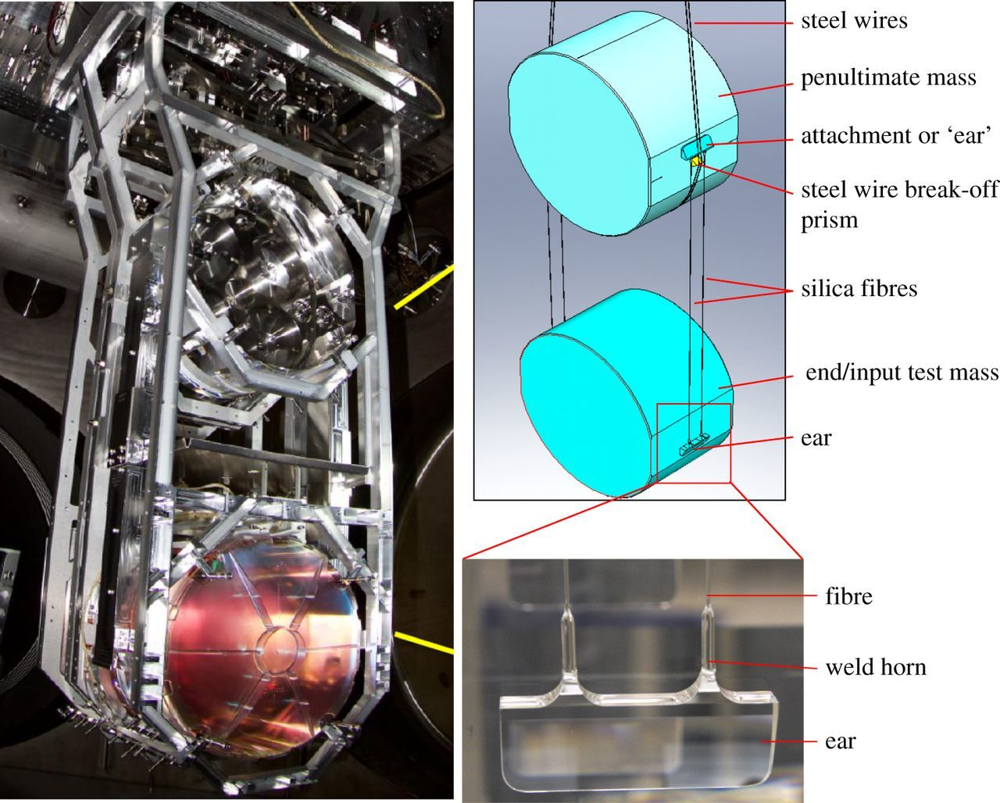 steel wires
penultimate mass
attachment or ‘ear’
steel wire break-off
prism
silica fibres
end/input test mass
ear
fibre
weld horn
ear